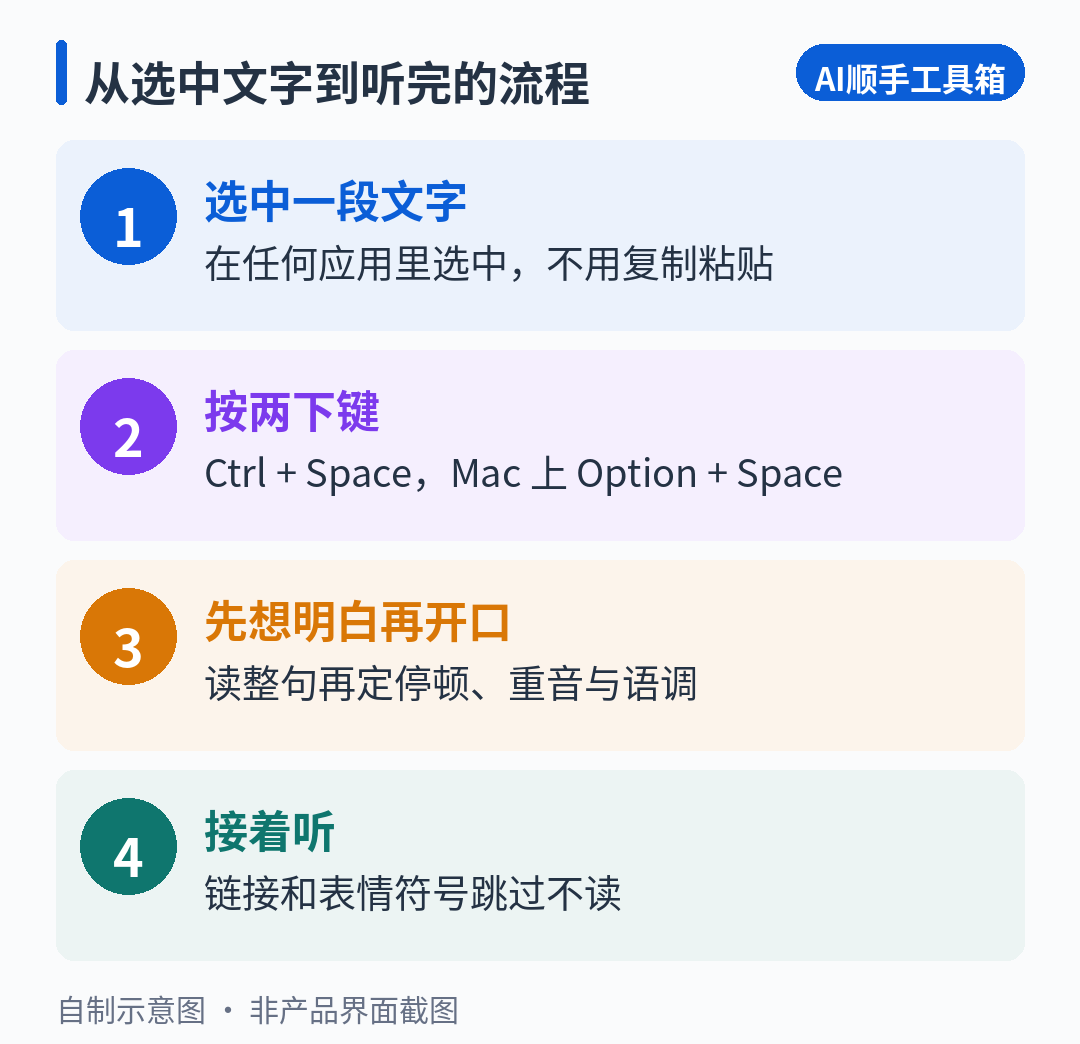 从选中文字到听完的流程
AI顺手工具箱
1
选中一段文字
在任何应用里选中，不用复制粘贴
2
按两下键
Ctrl + Space，Mac 上 Option + Space
3
先想明白再开口
读整句再定停顿、重音与语调
4
接着听
链接和表情符号跳过不读
自制示意图 · 非产品界面截图